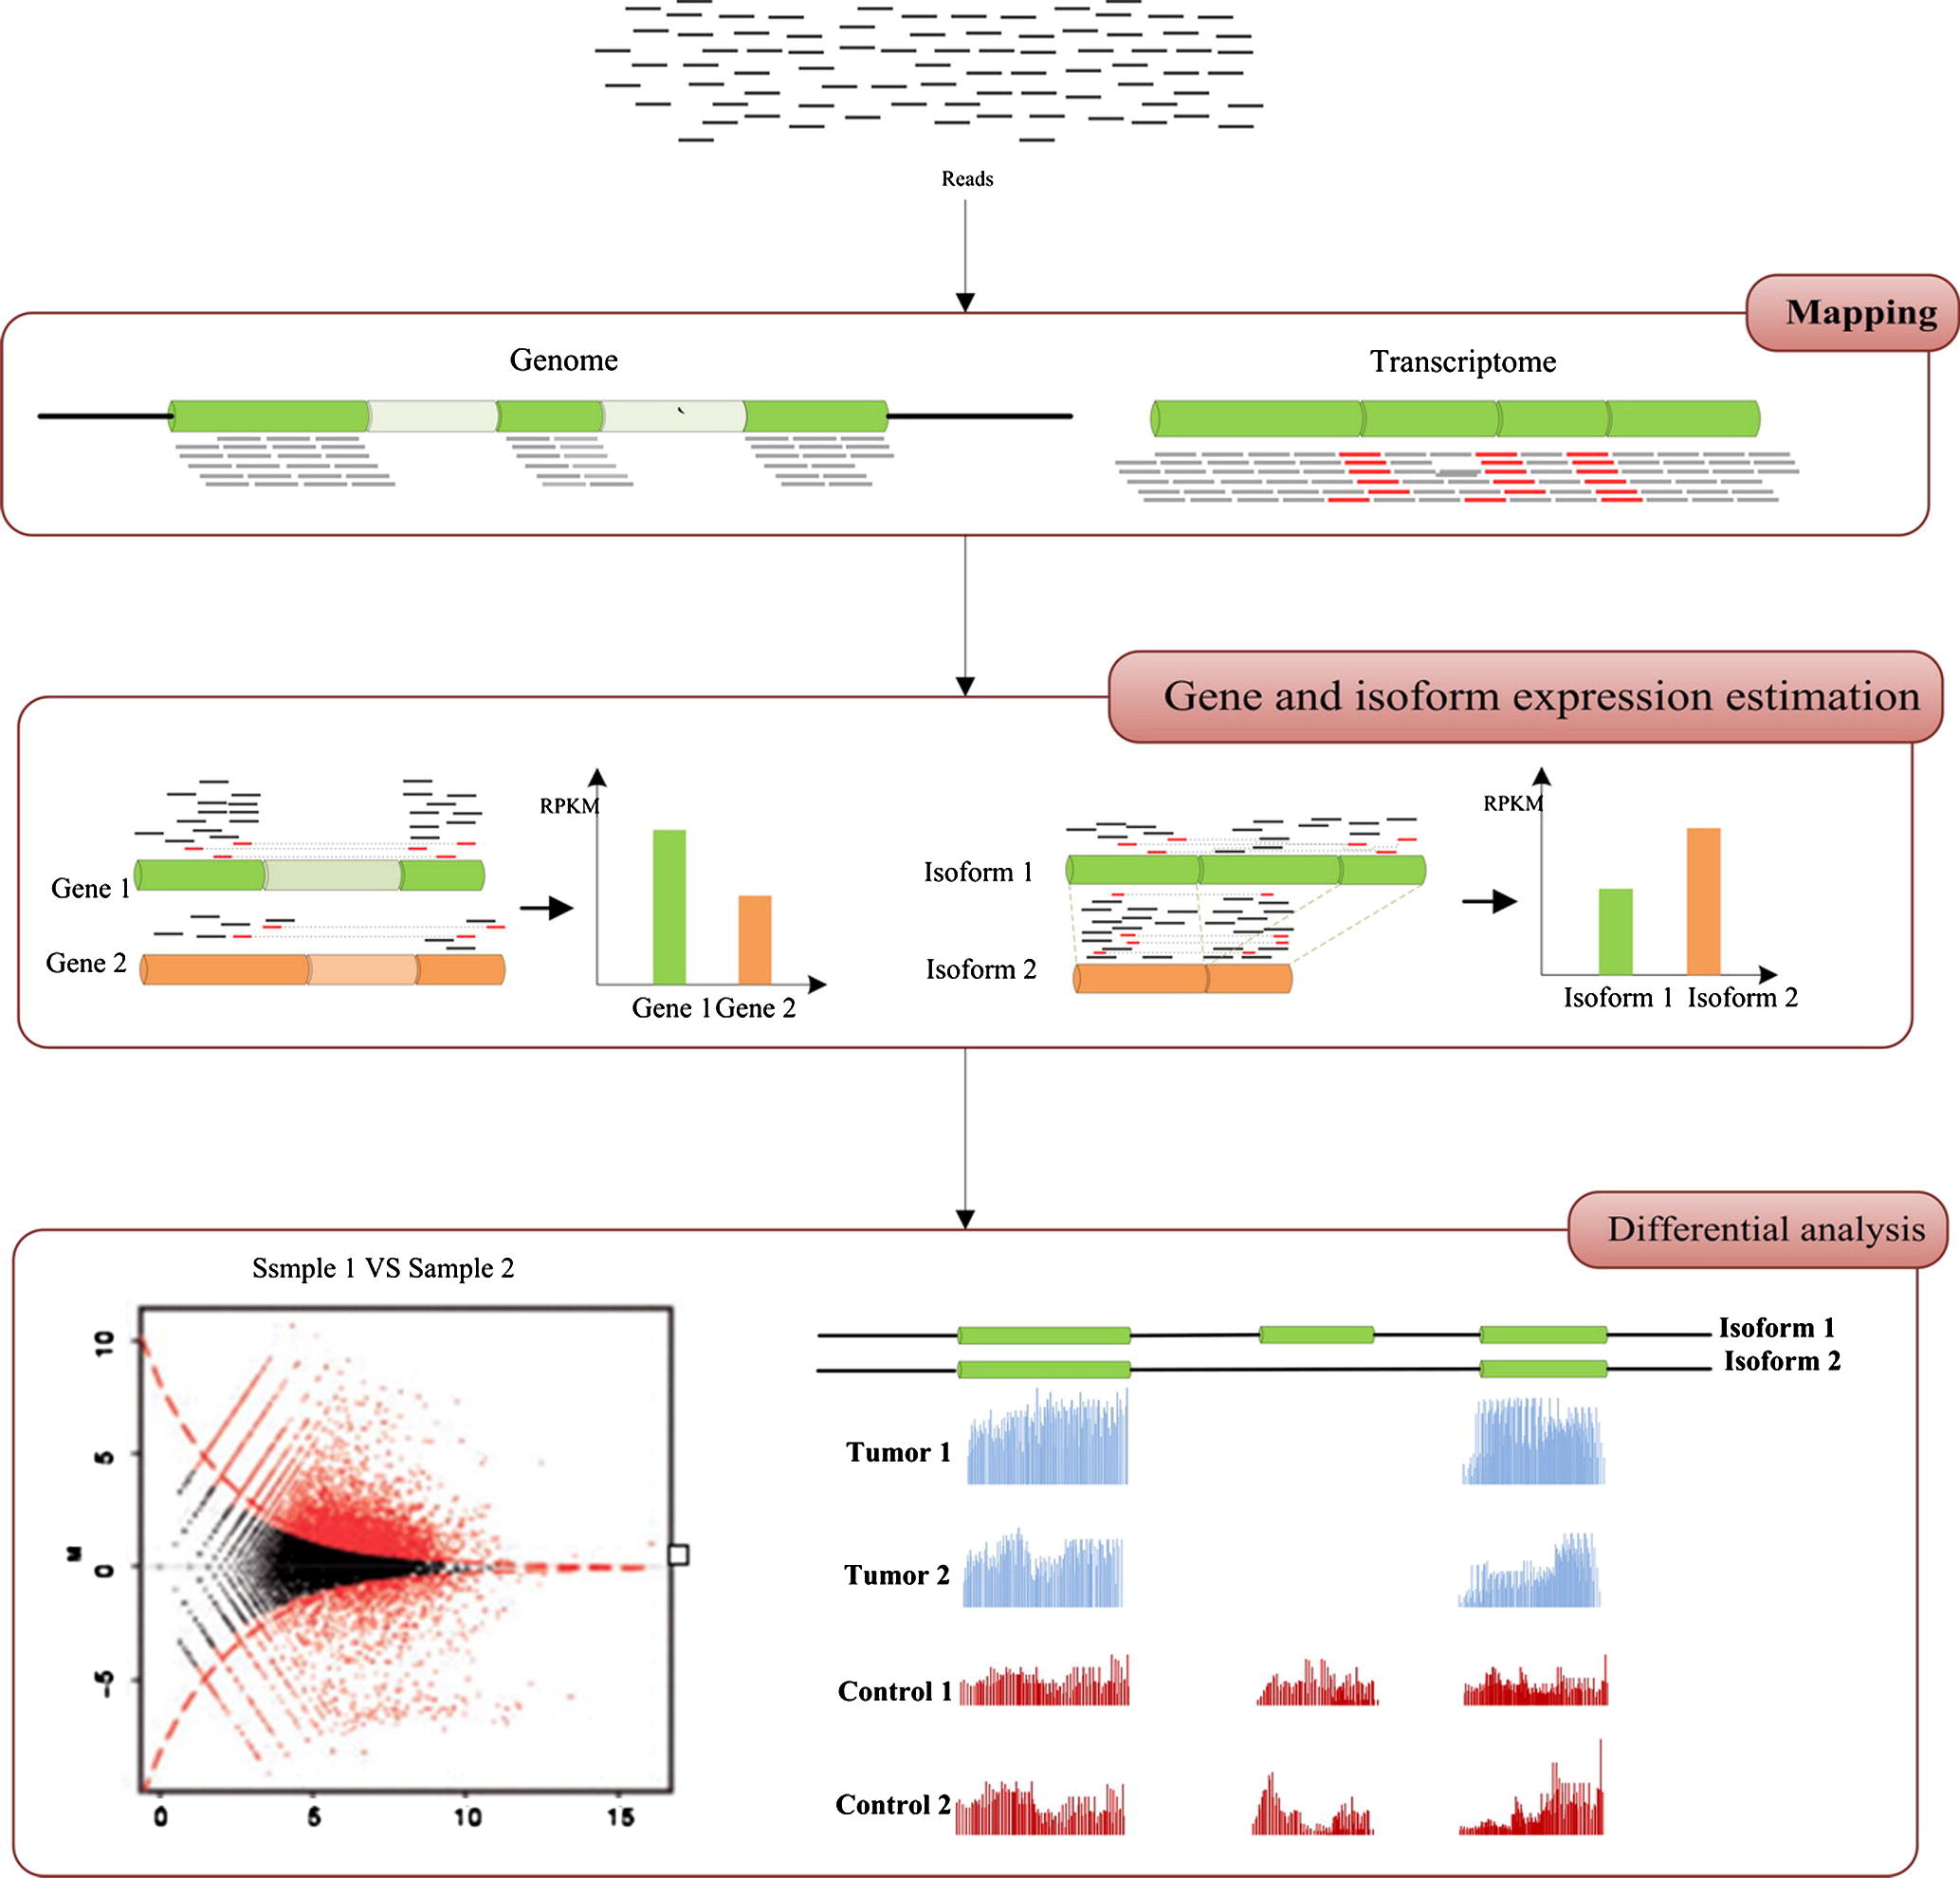 Reads
Mapping
Genome
Transcriptome
Gene and isoform expression estimation
RPKM
Gene 1
Gene 2
Gene 1 Gene 2
RPKM
Isoform 1
Isoform 2
Isoform 1 Isoform 2
Differential analysis
Ssmple 1 VS Sample 2
10
5
M
0
-5
0 5 10 15
Isoform 1
Isoform 2
Tumor 1
Tumor 2
Control 1
Control 2